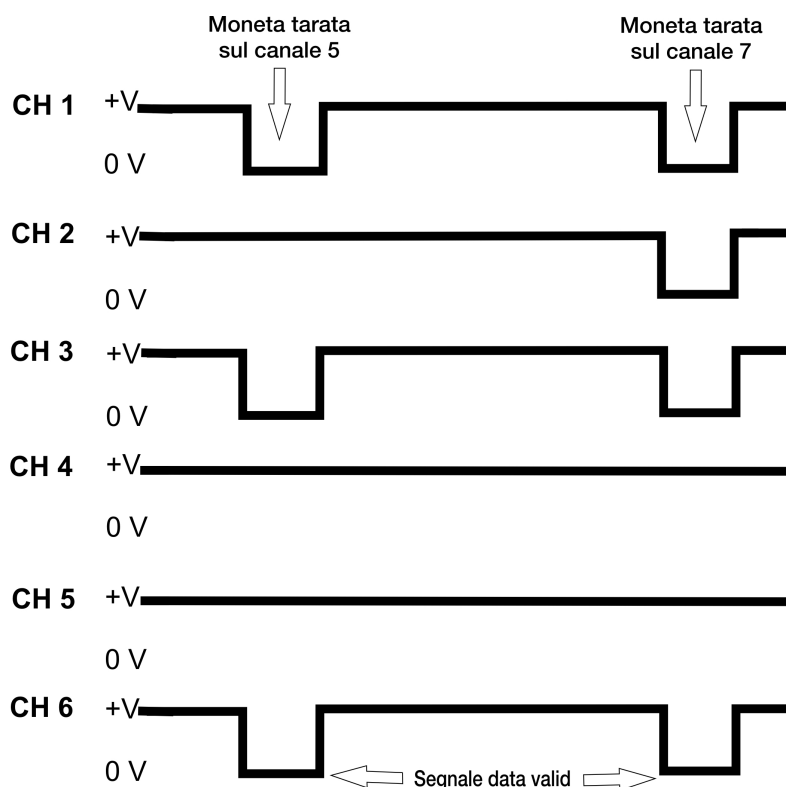 Moneta tarata
sul canale 5
Moneta tarata
sul canale 7
CH 1 +V
0 V
CH 2 +V
0 V
CH 3 +V
0 V
CH 4 +V
0 V
CH 5 +V
0 V
CH 6 +V
0 V
Segnale data valid